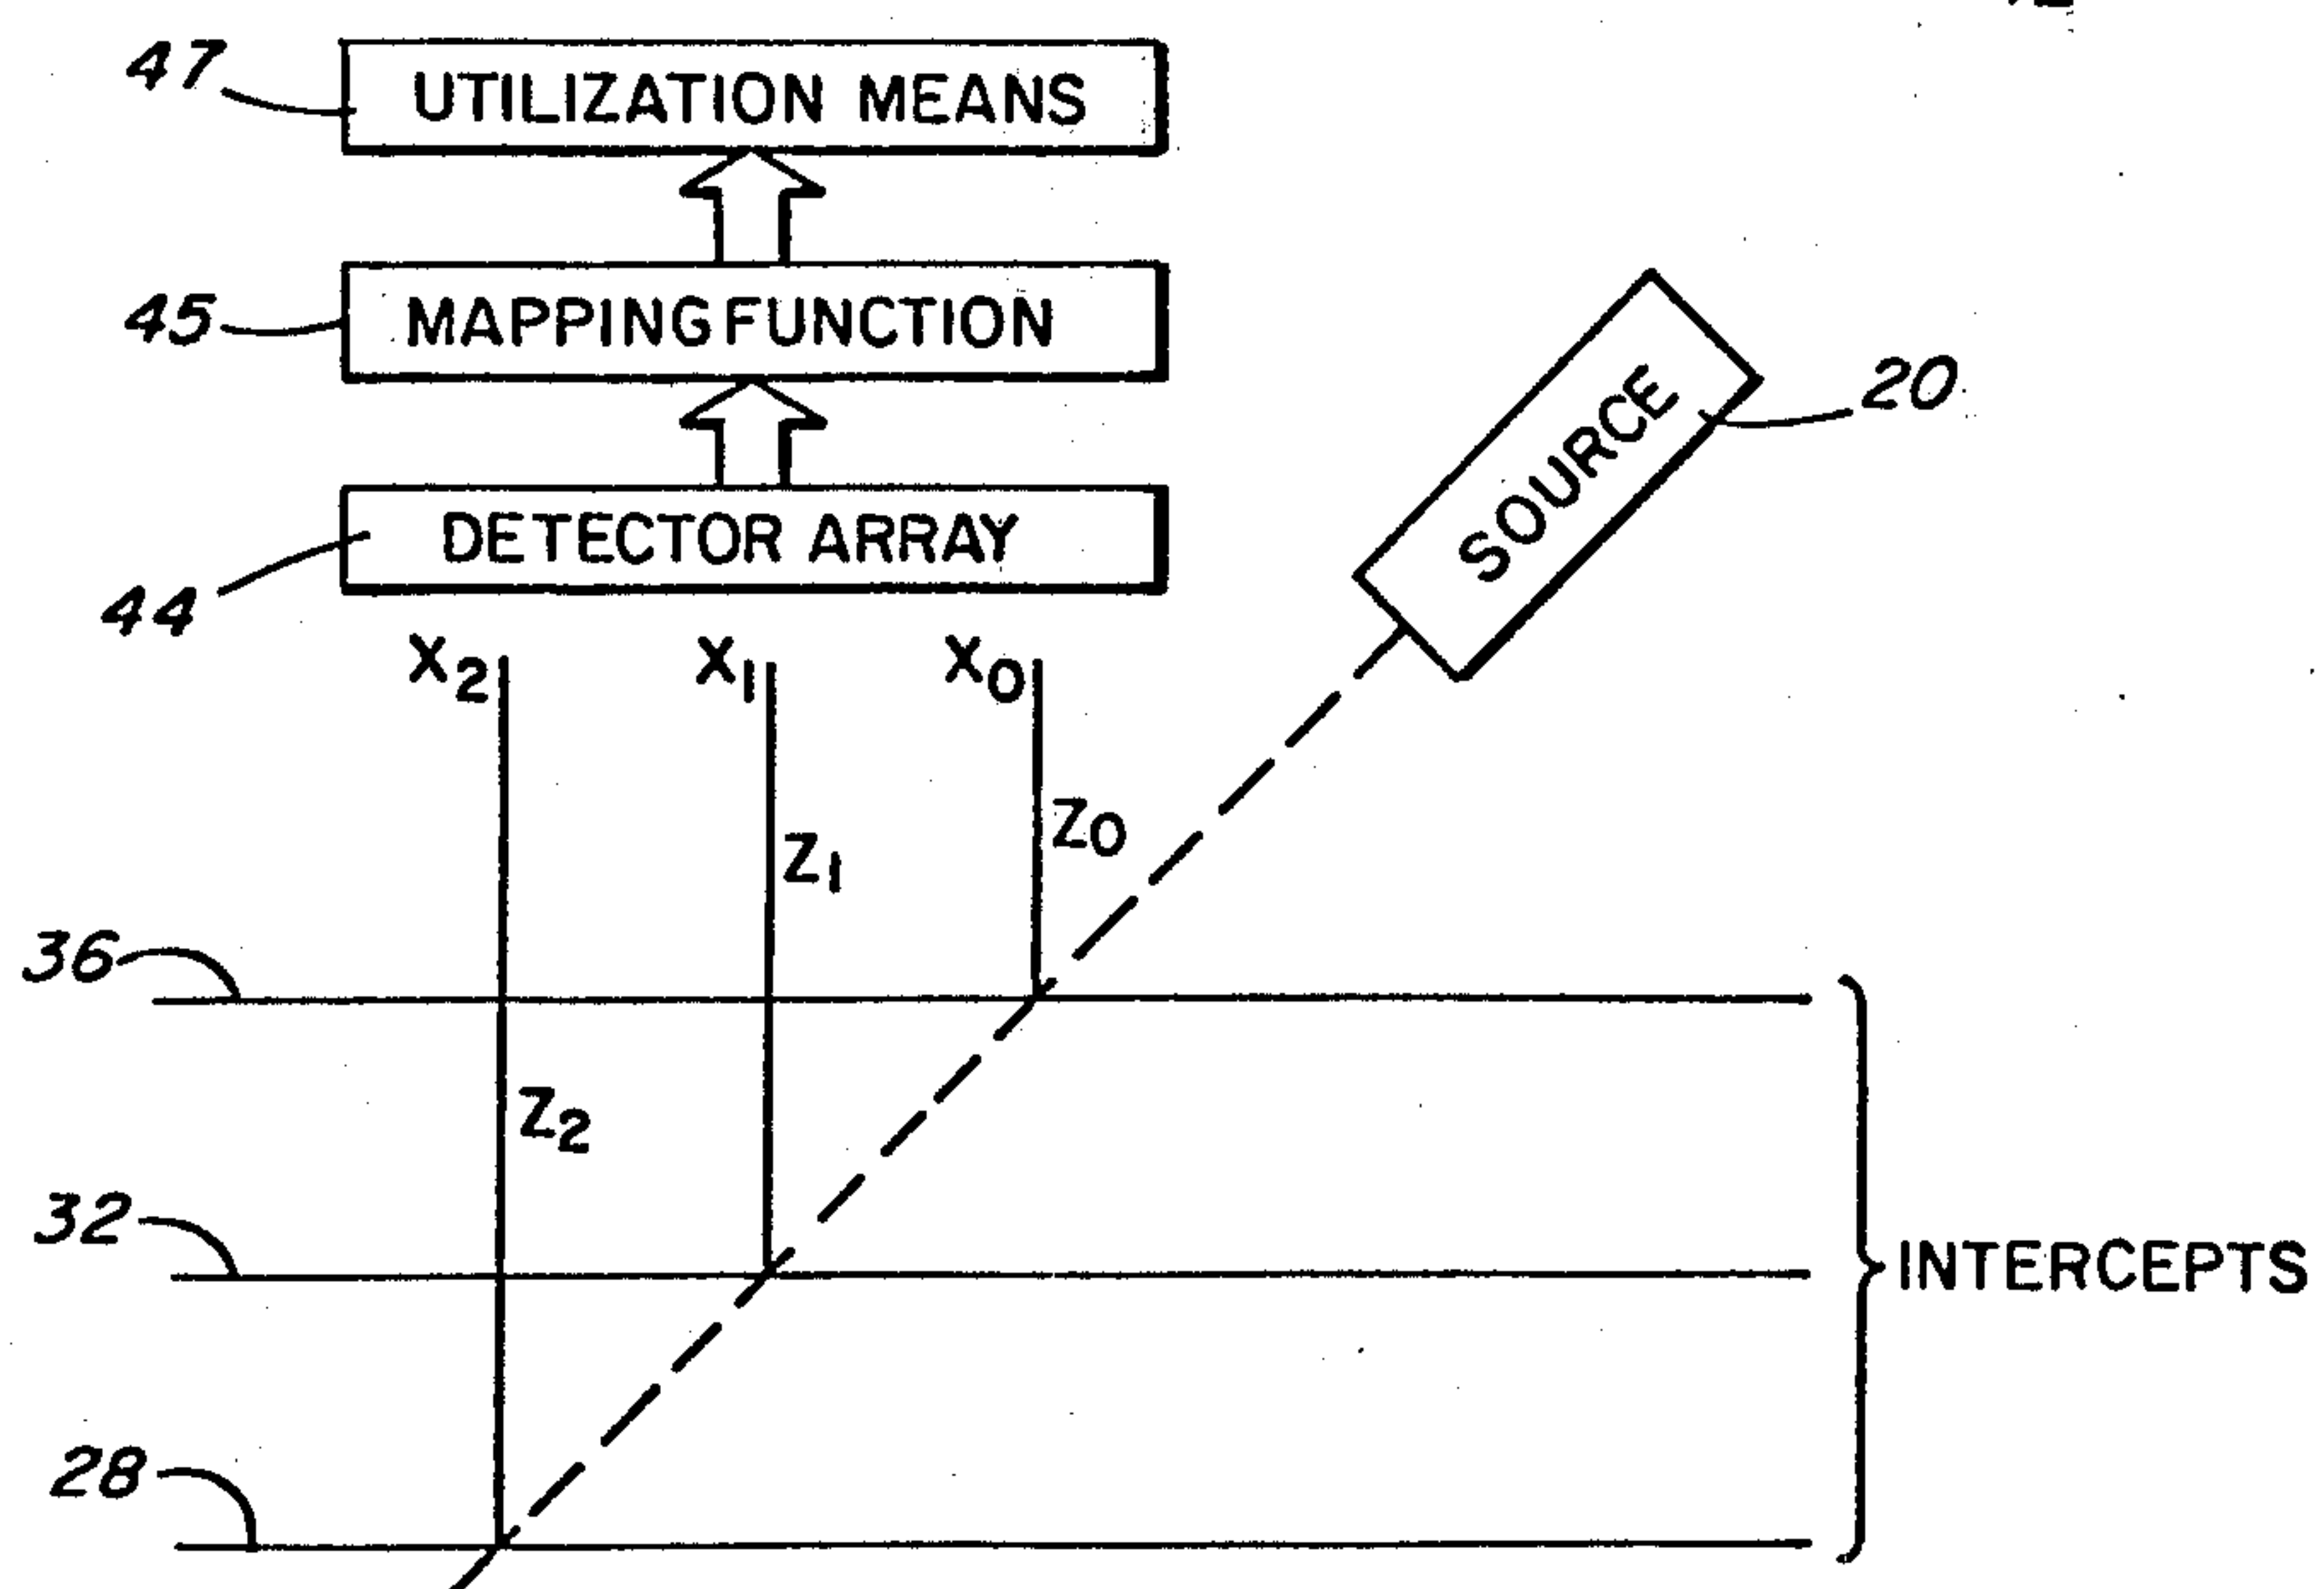 47
UTILIZATION MEANS
45
MAPPING FUNCTION
20
SOURCE
44
DETECTOR ARRAY
X2
X1
X0
Z0
Z1
36
Z2
32
INTERCEPTS
28